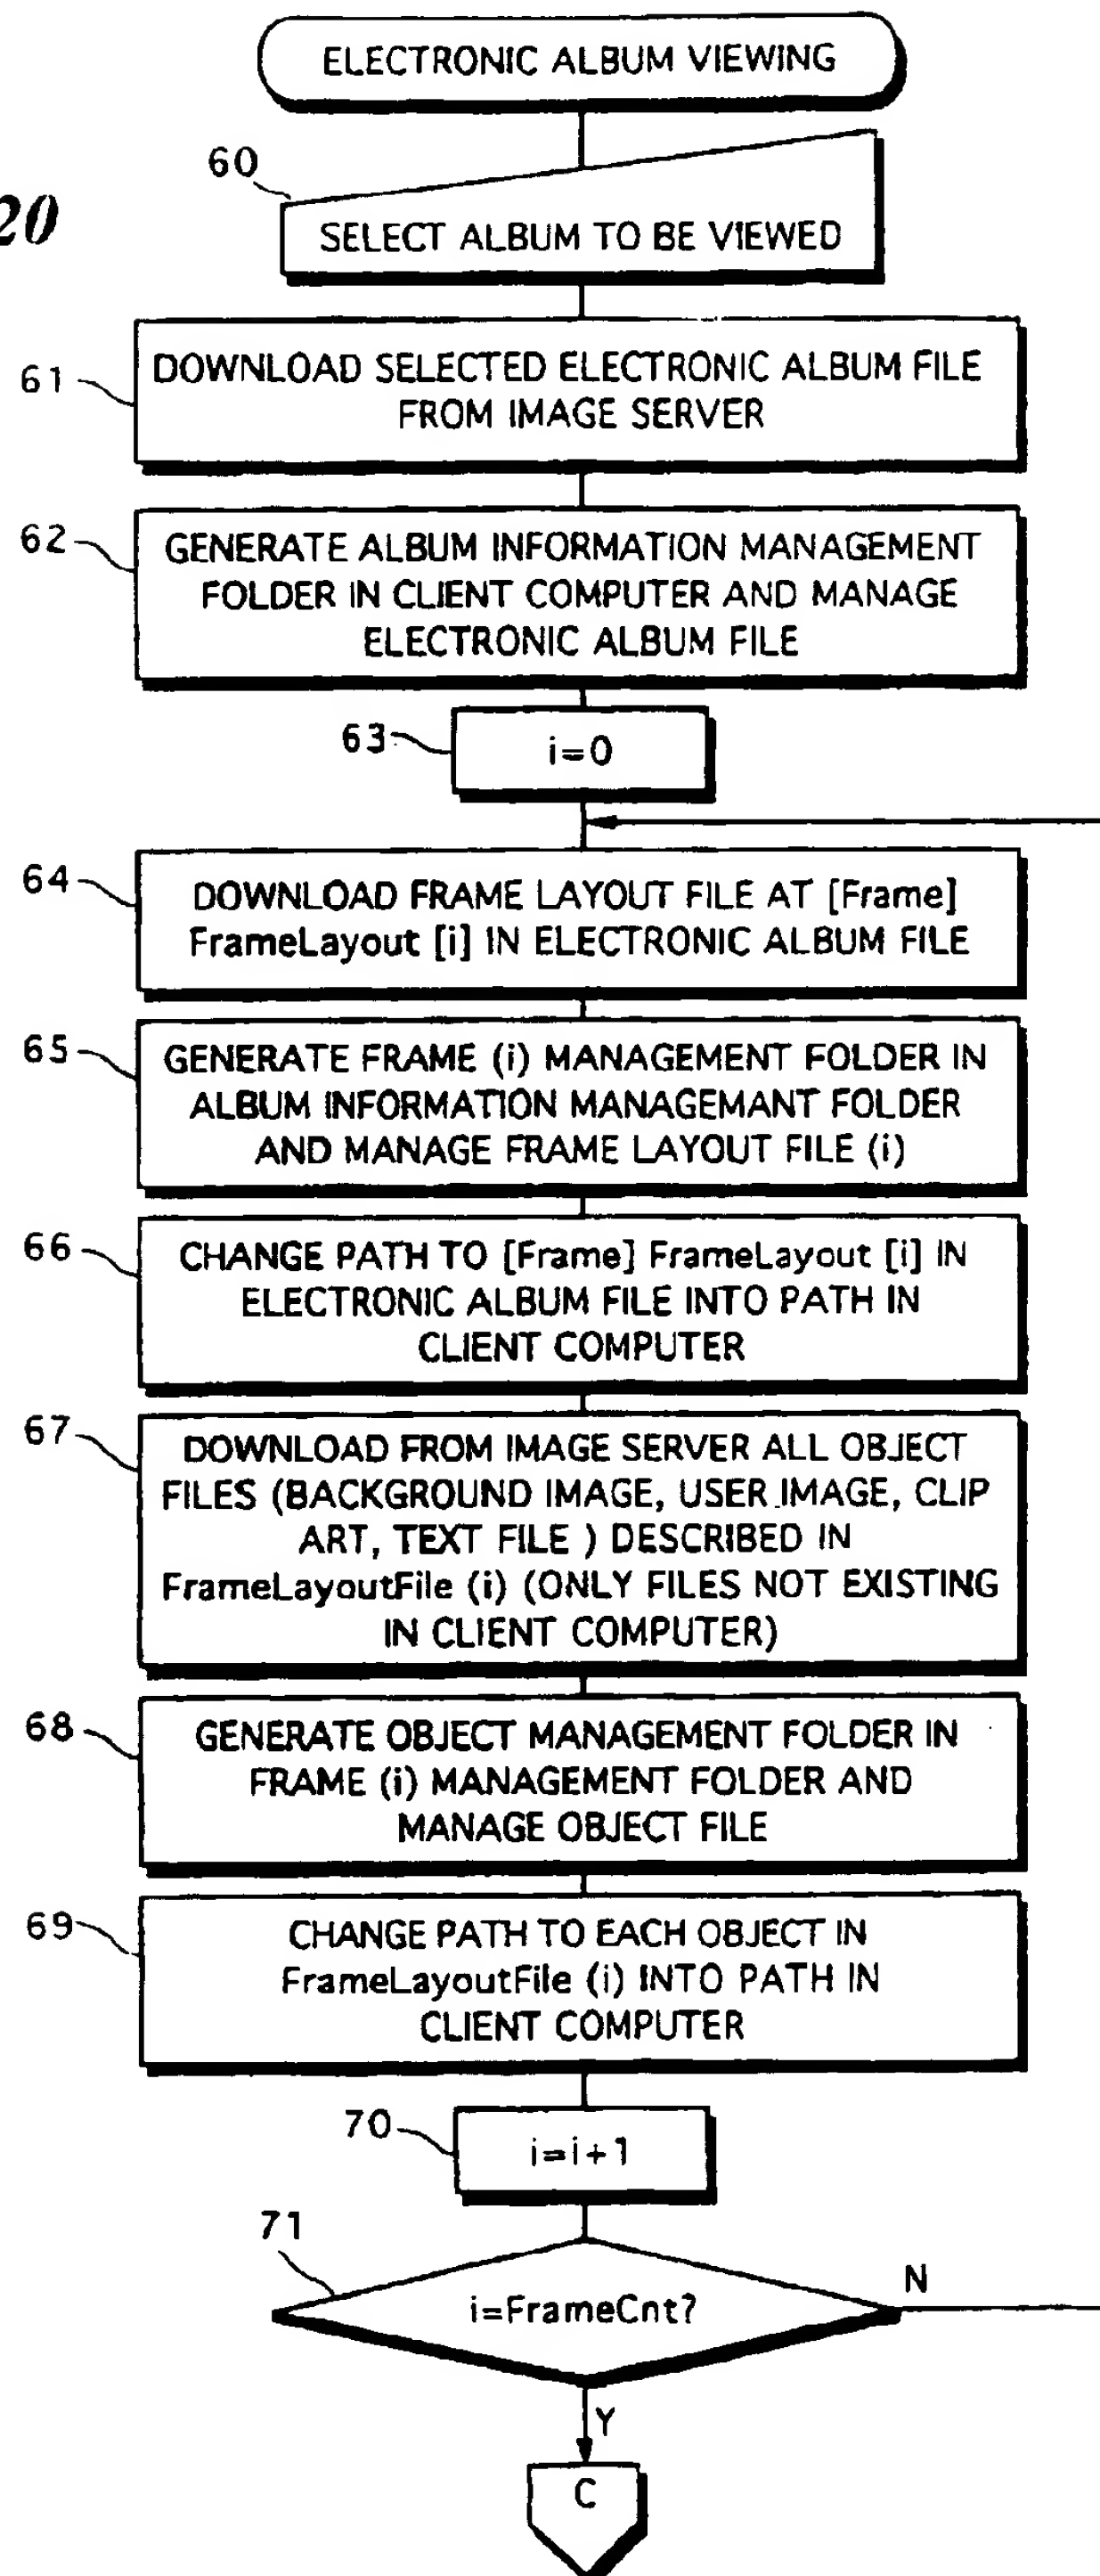 ELECTRONIC ALBUM VIEWING
60
20
SELECT ALBUM TO BE VIEWED
61
DOWNLOAD SELECTED ELECTRONIC ALBUM FILE
FROM IMAGE SERVER
62
GENERATE ALBUM INFORMATION MANAGEMENT
FOLDER IN CLIENT COMPUTER AND MANAGE
ELECTRONIC ALBUM FILE
63
i=0
64
DOWNLOAD FRAME LAYOUT FILE AT [Frame]
FrameLayout [i] IN ELECTRONIC ALBUM FILE
65
GENERATE FRAME (i) MANAGEMENT FOLDER IN
ALBUM INFORMATION MANAGEMANT FOLDER
AND MANAGE FRAME LAYOUT FILE (i)
66
CHANGE PATH TO [Frame] FrameLayout [i] IN
ELECTRONIC ALBUM FILE INTO PATH IN
CLIENT COMPUTER
67
DOWNLOAD FROM IMAGE SERVER ALL OBJECT
FILES (BACKGROUND IMAGE, USER IMAGE, CLIP
ART, TEXT FILE ) DESCRIBED IN
FrameLayoutFile (i) (ONLY FILES NOT EXISTING
IN CLIENT COMPUTER)
68
GENERATE OBJECT MANAGEMENT FOLDER IN
FRAME (i) MANAGEMENT FOLDER AND
MANAGE OBJECT FILE
69
CHANGE PATH TO EACH OBJECT IN
FrameLayoutFile (i) INTO PATH IN
CLIENT COMPUTER
70
i=i+1
71
i=FrameCnt?
N
Y
C